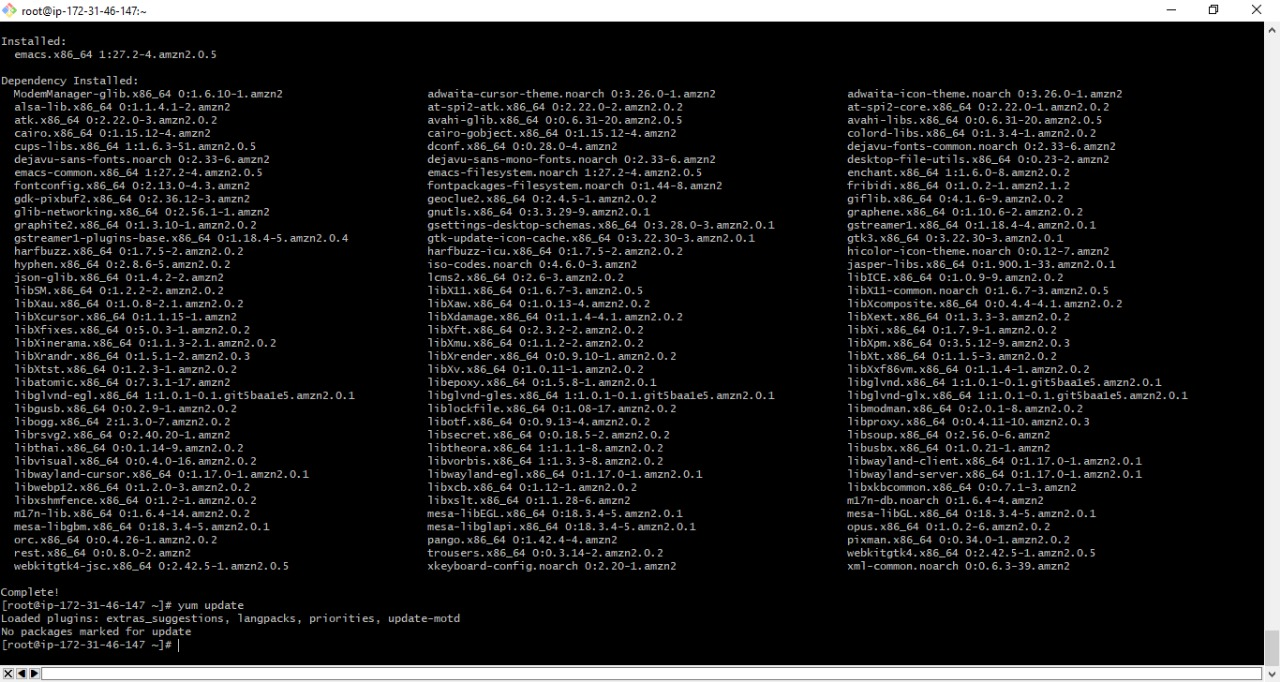 root@ip-172-31-46-147:~
Installed:
emacs.x86_64 1:27.2-4.amzn2.0.5
Dependency Installed:
ModemManager-glib.x86_64 0:1.6.10-1.amzn2 adwaita-cursor-theme.noarch 0:3.26.0-1.amzn2 adwaita-icon-theme.noarch 0:3.26.0-1.amzn2
alsa-lib.x86_64 0:1.1.4.1-2.amzn2 at-spi2-atk.x86_64 0:2.22.0-2.amzn2.0.2 at-spi2-core.x86_64 0:2.22.0-1.amzn2.0.2
atk.x86_64 0:2.22.0-3.amzn2.0.2 avahi-glib.x86_64 0:0.6.31-20.amzn2.0.5 avahi-libs.x86_64 0:0.6.31-20.amzn2.0.5
cairo.x86_64 0:1.15.12-4.amzn2 cairo-gobject.x86_64 0:1.15.12-4.amzn2 colord-libs.x86_64 0:1.3.4-1.amzn2.0.2
cups-libs.x86_64 1:1.6.3-51.amzn2.0.5 dconf.x86_64 0:0.28.0-4.amzn2 dejavu-fonts-common.noarch 0:2.33-6.amzn2
dejavu-sans-fonts.noarch 0:2.33-6.amzn2 dejavu-sans-mono-fonts.noarch 0:2.33-6.amzn2 desktop-file-utils.x86_64 0:0.23-2.amzn2
emacs-common.x86_64 1:27.2-4.amzn2.0.5 emacs-filesystem.noarch 1:27.2-4.amzn2.0.5 enchant.x86_64 1:1.6.0-8.amzn2.0.2
fontconfig.x86_64 0:2.13.0-4.3.amzn2 fontpackages-filesystem.noarch 0:1.44-8.amzn2 fribidi.x86_64 0:1.0.2-1.amzn2.1.2
gdk-pixbuf2.x86_64 0:2.36.12-3.amzn2 geoclue2.x86_64 0:2.4.5-1.amzn2.0.2 giflib.x86_64 0:4.1.6-9.amzn2.0.2
glib-networking.x86_64 0:2.56.1-1.amzn2 gnutls.x86_64 0:3.3.29-9.amzn2.0.1 graphene.x86_64 0:1.10.6-2.amzn2.0.2
graphite2.x86_64 0:1.3.10-1.amzn2.0.2 gsettings-desktop-schemas.x86_64 0:3.28.0-3.amzn2.0.1 gstreamer1.x86_64 0:1.18.4-4.amzn2.0.1
gstreamer1-plugins-base.x86_64 0:1.18.4-5.amzn2.0.4 gtk-update-icon-cache.x86_64 0:3.22.30-3.amzn2.0.1 gtk3.x86_64 0:3.22.30-3.amzn2.0.1
harfbuzz.x86_64 0:1.7.5-2.amzn2.0.2 harfbuzz-icu.x86_64 0:1.7.5-2.amzn2.0.2 hicolor-icon-theme.noarch 0:0.12-7.amzn2
hyphen.x86_64 0:2.8.6-5.amzn2.0.2 iso-codes.noarch 0:4.6.0-3.amzn2 jasper-libs.x86_64 0:1.900.1-33.amzn2.0.1
json-glib.x86_64 0:1.4.2-2.amzn2 lcms2.x86_64 0:2.6-3.amzn2.0.2 libICE.x86_64 0:1.0.9-9.amzn2.0.2
libSM.x86_64 0:1.2.2-2.amzn2.0.2 libX11.x86_64 0:1.6.7-3.amzn2.0.5 libX11-common.noarch 0:1.6.7-3.amzn2.0.5
libXau.x86_64 0:1.0.8-2.1.amzn2.0.2 libXaw.x86_64 0:1.0.13-4.amzn2.0.2 libXcomposite.x86_64 0:0.4.4-4.1.amzn2.0.2
libXcursor.x86_64 0:1.1.15-1.amzn2 libXdamage.x86_64 0:1.1.4-4.1.amzn2.0.2 libXext.x86_64 0:1.3.3-3.amzn2.0.2
libXfixes.x86_64 0:5.0.3-1.amzn2.0.2 libXft.x86_64 0:2.3.2-2.amzn2.0.2 libXi.x86_64 0:1.7.9-1.amzn2.0.2
libXinerama.x86_64 0:1.1.3-2.1.amzn2.0.2 libXmu.x86_64 0:1.1.2-2.amzn2.0.2 libXpm.x86_64 0:3.5.12-9.amzn2.0.3
libXrandr.x86_64 0:1.5.1-2.amzn2.0.3 libXrender.x86_64 0:0.9.10-1.amzn2.0.2 libXt.x86_64 0:1.1.5-3.amzn2.0.2
libXtst.x86_64 0:1.2.3-1.amzn2.0.2 libXv.x86_64 0:1.0.11-1.amzn2.0.2 libXxf86vm.x86_64 0:1.1.4-1.amzn2.0.2
libatomic.x86_64 0:7.3.1-17.amzn2 libepoxy.x86_64 0:1.5.8-1.amzn2.0.1 libglvnd.x86_64 1:1.0.1-0.1.git5baa1e5.amzn2.0.1
libglvnd-egl.x86_64 1:1.0.1-0.1.git5baa1e5.amzn2.0.1 libglvnd-gles.x86_64 1:1.0.1-0.1.git5baa1e5.amzn2.0.1 libglvnd-glx.x86_64 1:1.0.1-0.1.git5baa1e5.amzn2.0.1
libgusb.x86_64 0:0.2.9-1.amzn2.0.2 liblockfile.x86_64 0:1.08-17.amzn2.0.2 libmodman.x86_64 0:2.0.1-8.amzn2.0.2
libogg.x86_64 2:1.3.0-7.amzn2.0.2 libotf.x86_64 0:0.9.13-4.amzn2.0.2 libproxy.x86_64 0:0.4.11-10.amzn2.0.3
librsvg2.x86_64 0:2.40.20-1.amzn2 libsecret.x86_64 0:0.18.5-2.amzn2.0.2 libsoup.x86_64 0:2.56.0-6.amzn2
libthai.x86_64 0:0.1.14-9.amzn2.0.2 libtheora.x86_64 1:1.1.1-8.amzn2.0.2 libusbx.x86_64 0:1.0.21-1.amzn2
libvisual.x86_64 0:0.4.0-16.amzn2.0.2 libvorbis.x86_64 1:1.3.3-8.amzn2.0.2 libwayland-client.x86_64 0:1.17.0-1.amzn2.0.1
libwayland-cursor.x86_64 0:1.17.0-1.amzn2.0.1 libwayland-egl.x86_64 0:1.17.0-1.amzn2.0.1 libwayland-server.x86_64 0:1.17.0-1.amzn2.0.1
libwebp12.x86_64 0:1.2.0-3.amzn2.0.2 libxcb.x86_64 0:1.12-1.amzn2.0.2 libxkbcommon.x86_64 0:0.7.1-3.amzn2
libxshmfence.x86_64 0:1.2-1.amzn2.0.2 libxslt.x86_64 0:1.1.28-6.amzn2 m17n-db.noarch 0:1.6.4-4.amzn2
m17n-lib.x86_64 0:1.6.4-14.amzn2.0.2 mesa-libEGL.x86_64 0:18.3.4-5.amzn2.0.1 mesa-libGL.x86_64 0:18.3.4-5.amzn2.0.1
mesa-libgbm.x86_64 0:18.3.4-5.amzn2.0.1 mesa-libglapi.x86_64 0:18.3.4-5.amzn2.0.1 opus.x86_64 0:1.0.2-6.amzn2.0.2
orc.x86_64 0:0.4.26-1.amzn2.0.2 pango.x86_64 0:1.42.4-4.amzn2 pixman.x86_64 0:0.34.0-1.amzn2.0.2
rest.x86_64 0:0.8.0-2.amzn2 trousers.x86_64 0:0.3.14-2.amzn2.0.2 webkitgtk4.x86_64 0:2.42.5-1.amzn2.0.5
webkitgtk4-jsc.x86_64 0:2.42.5-1.amzn2.0.5 xkeyboard-config.noarch 0:2.20-1.amzn2 xml-common.noarch 0:0.6.3-39.amzn2
Complete!
[root@ip-172-31-46-147 ~]# yum update
Loaded plugins: extras_suggestions, langpacks, priorities, update-motd
No packages marked for update
[root@ip-172-31-46-147 ~]#